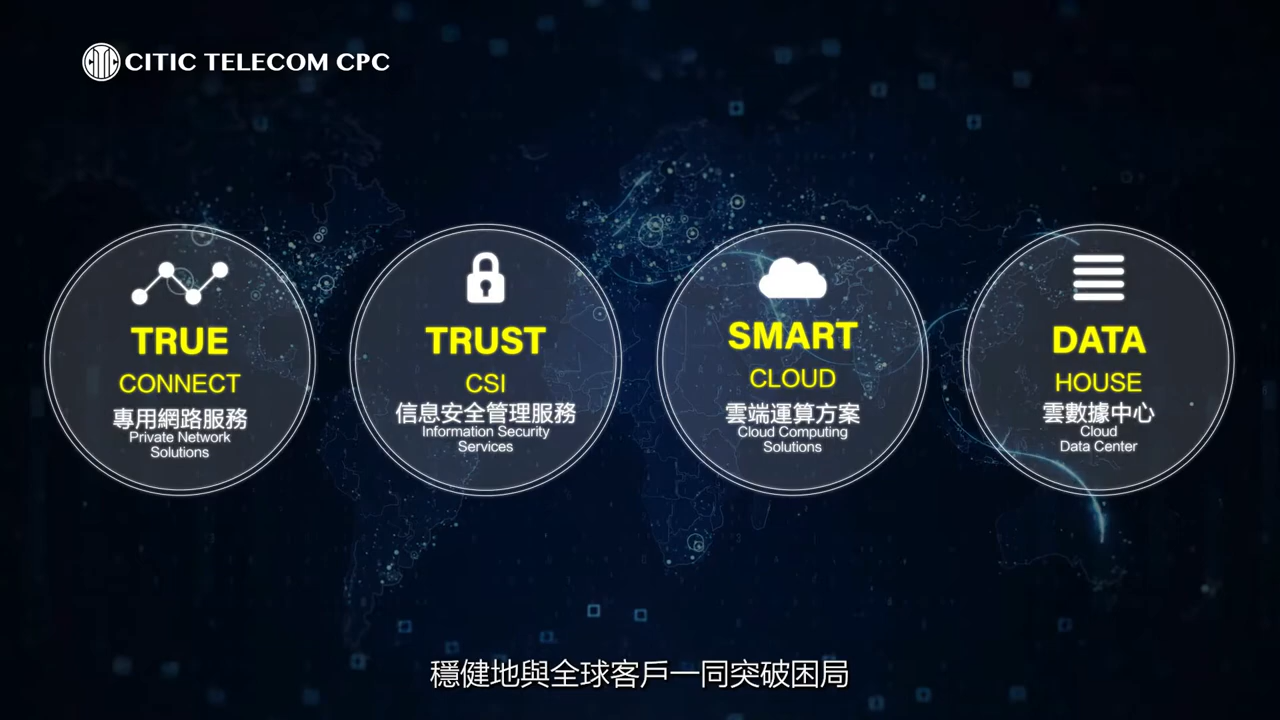 CITIC TELECOM CPC
TRUE
CONNECT
專用網路服務
Private Network
Solutions
TRUST
CSI
信息安全管理服務
Information Security
Services
SMART
CLOUD
雲端運算方案
Cloud Computing
Solutions
DATA
HOUSE
雲數據中心
Cloud
Data Center
穩健地與全球客戶一同突破困局